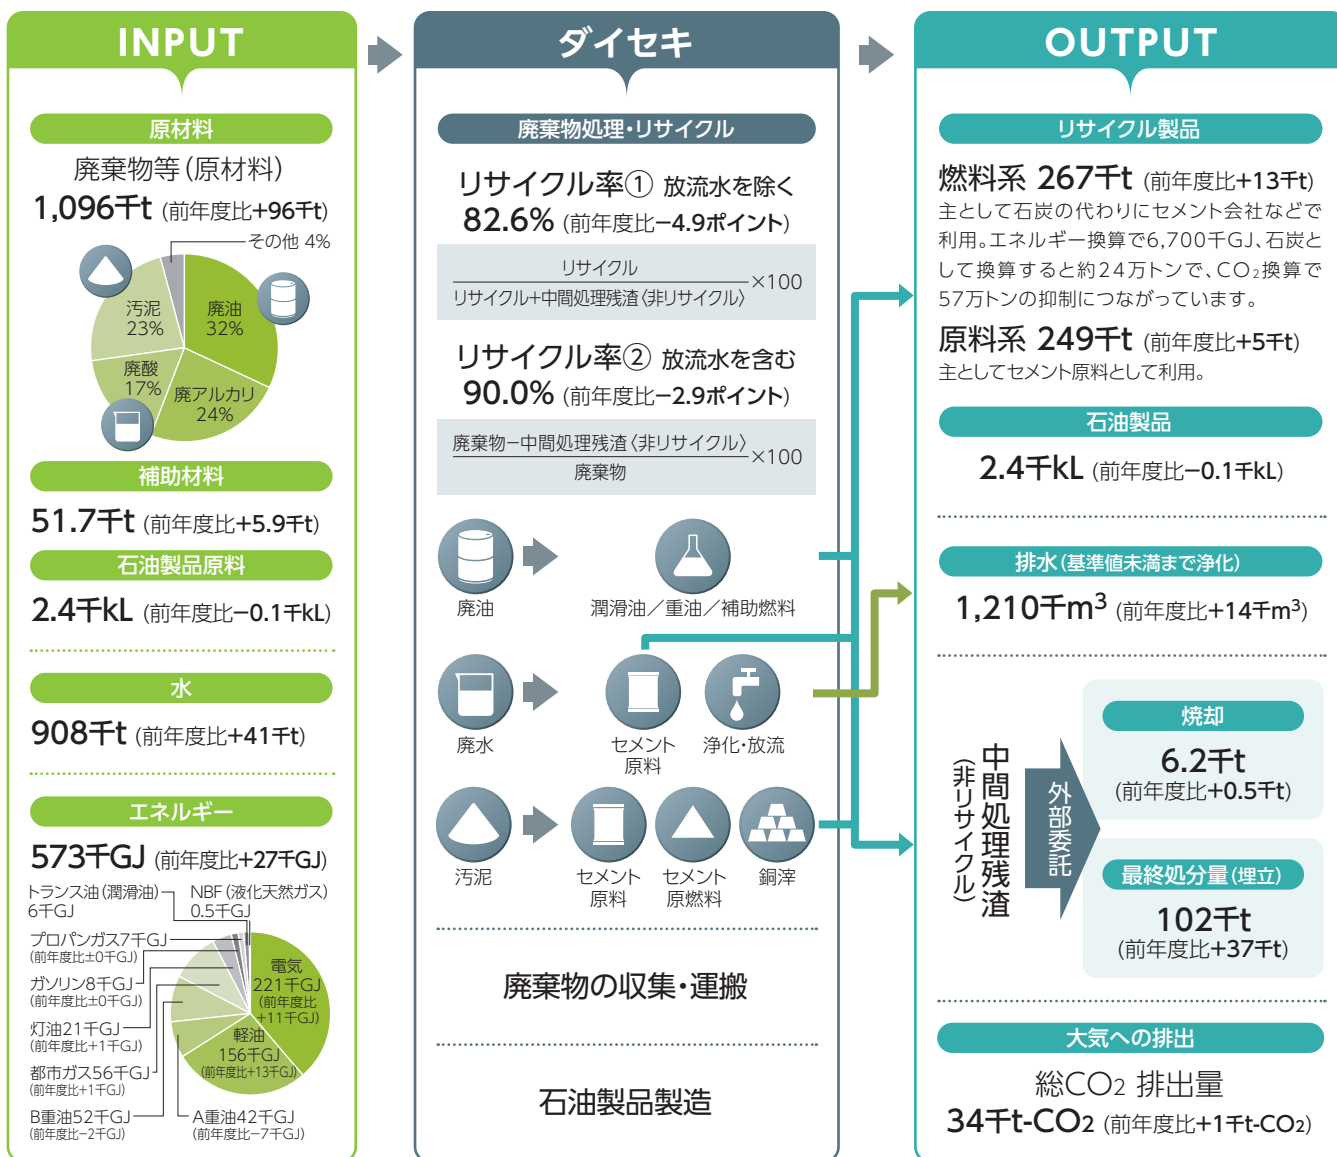 INPUT
原材料
廃棄物等(原材料)
1,096千t (前年度比+96千t)
その他 4%
汚泥
23%
廃油
32%
廃酸
17%
廃アルカリ
24%
補助材料
51.7千t (前年度比+5.9千t)
石油製品原料
2.4千kL (前年度比−0.1千kL)
水
908千t (前年度比+41千t)
エネルギー
573千GJ (前年度比+27千GJ)
トランス油(潤滑油)
6千GJ
NBF(液化天然ガス)
0.5千GJ
プロパンガス7千GJ
(前年度比±0千GJ)
ガソリン8千GJ
(前年度比±0千GJ)
灯油21千GJ
(前年度比+1千GJ)
都市ガス56千GJ
(前年度比+1千GJ)
B重油52千GJ
(前年度比−2千GJ)
A重油42千GJ
(前年度比−7千GJ)
電気
221千GJ
(前年度比
+11千GJ)
軽油
156千GJ
(前年度比+13千GJ)
ダイセキ
廃棄物処理・リサイクル
リサイクル率① 放流水を除く
82.6% (前年度比−4.9ポイント)
リサイクル
リサイクル+中間処理残渣〈非リサイクル〉
×100
リサイクル率② 放流水を含む
90.0% (前年度比−2.9ポイント)
廃棄物−中間処理残渣〈非リサイクル〉
廃棄物
×100
廃油
潤滑油／重油／補助燃料
廃水
セメント
原料
浄化・放流
汚泥
セメント
原料
セメント
原燃料
銅滓
廃棄物の収集・運搬
石油製品製造
OUTPUT
リサイクル製品
燃料系 267千t (前年度比+13千t)
主として石炭の代わりにセメント会社などで
利用。エネルギー換算で6,700千GJ、石炭と
して換算すると約24万トンで、CO₂換算で
57万トンの抑制につながっています。
原料系 249千t (前年度比+5千t)
主としてセメント原料として利用。
石油製品
2.4千kL (前年度比−0.1千kL)
排水(基準値未満まで浄化)
1,210千m³ (前年度比+14千m³)
中間処理残渣
(非リサイクル)
外部委託
焼却
6.2千t
(前年度比+0.5千t)
最終処分量(埋立)
102千t
(前年度比+37千t)
大気への排出
総CO₂ 排出量
34千t-CO₂ (前年度比+1千t-CO₂)